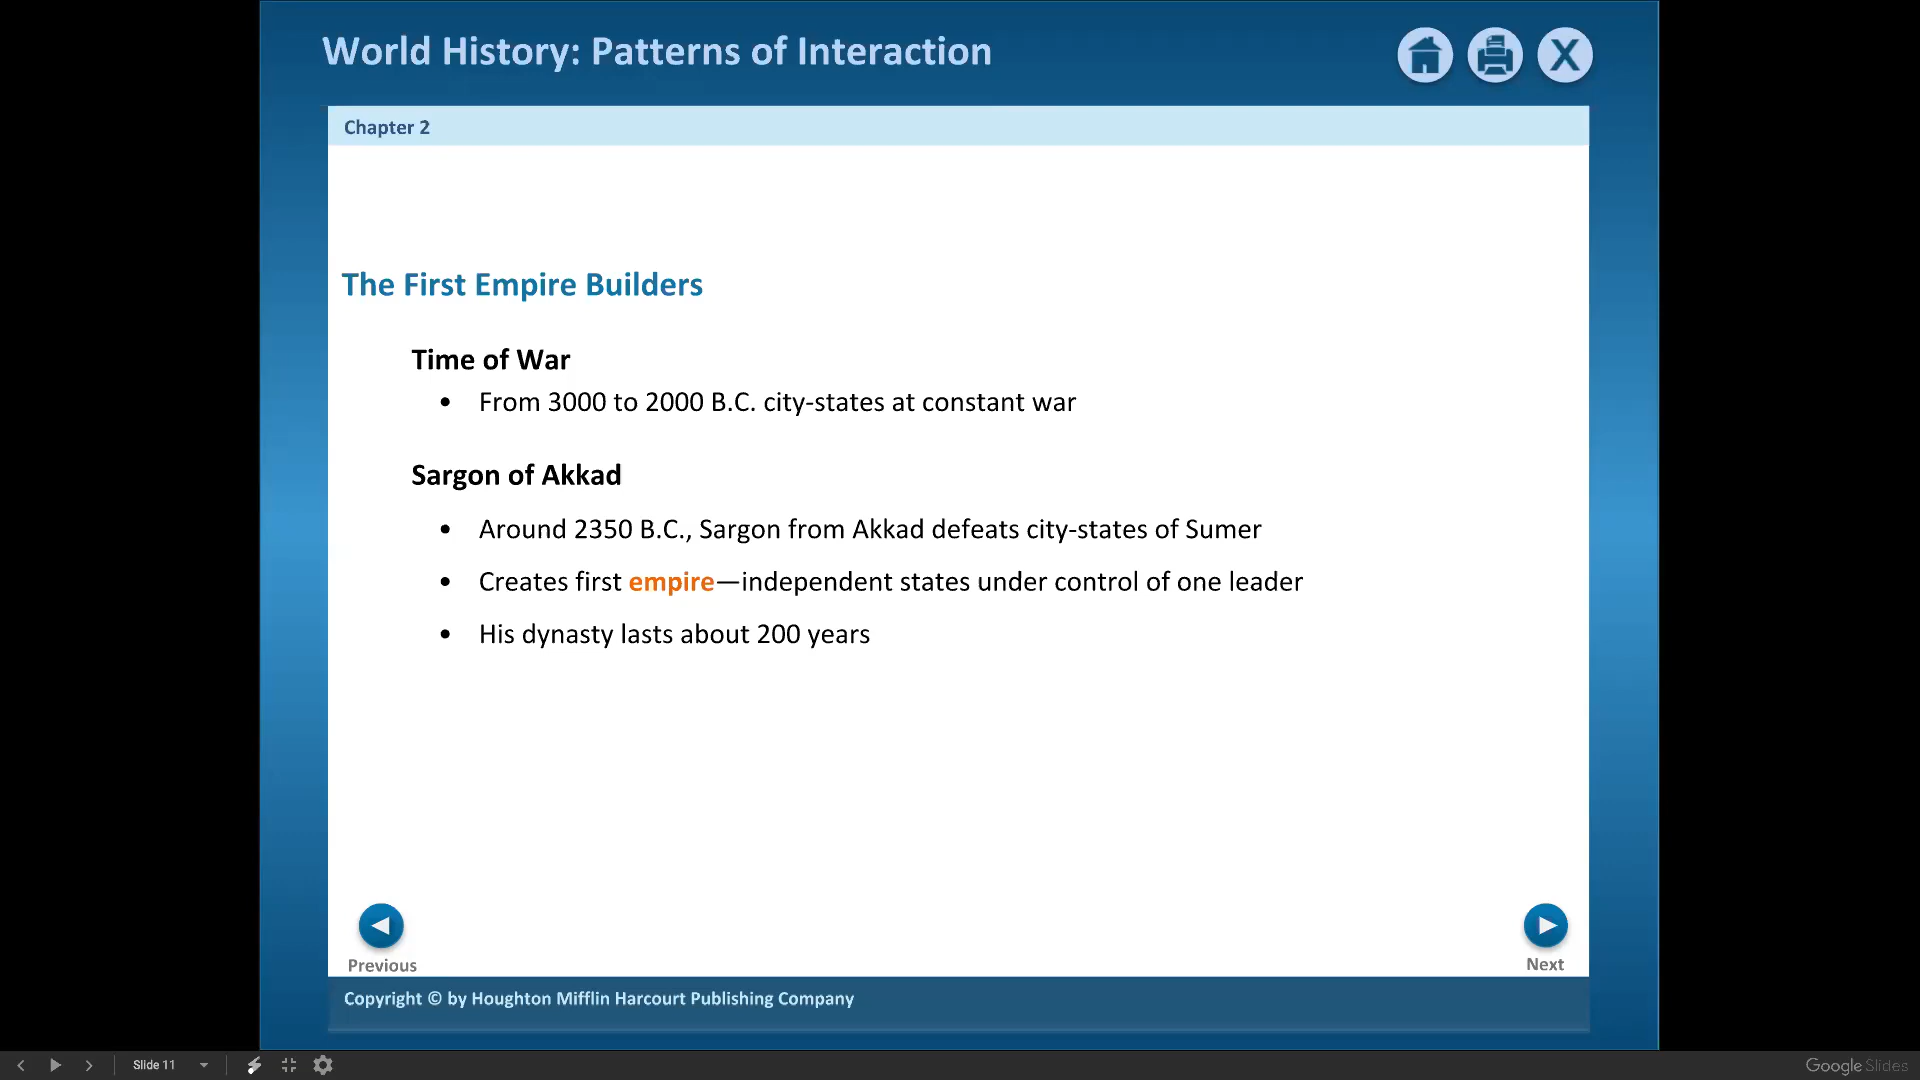 World History: Patterns of Interaction
X
Chapter 2
The First Empire Builders
Time of War
• From 3000 to 2000 B.C. city-states at constant war
Sargon of Akkad
• Around 2350 B.C., Sargon from Akkad defeats city-states of Sumer
• Creates first empire—independent states under control of one leader
• His dynasty lasts about 200 years
Previous
Next
Copyright © by Houghton Mifflin Harcourt Publishing Company
Slide 11
Google Slides